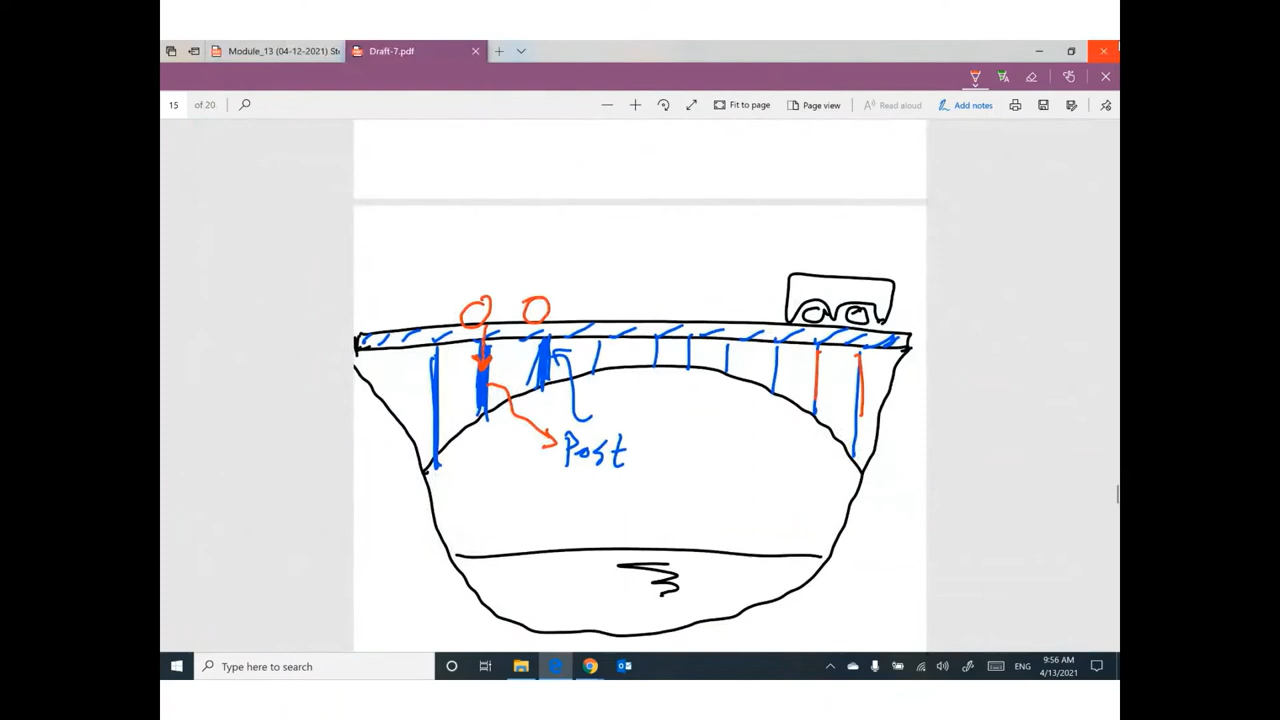 Module_13 (04-12-2021) St
Draft-7.pdf
15 of 20
Fit to page
Page view
Read aloud
Add notes
Post
Type here to search
ENG
9:56 AM
4/13/2021